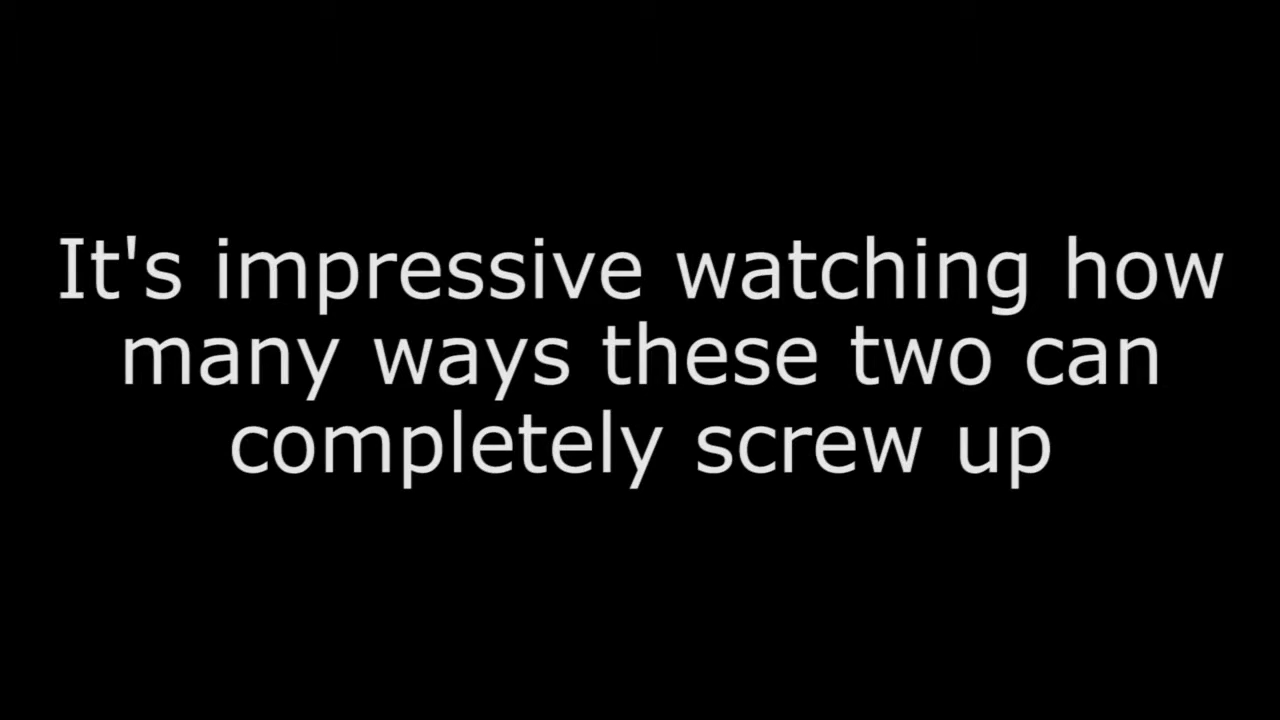 It's impressive watching how
many ways these two can
completely screw up